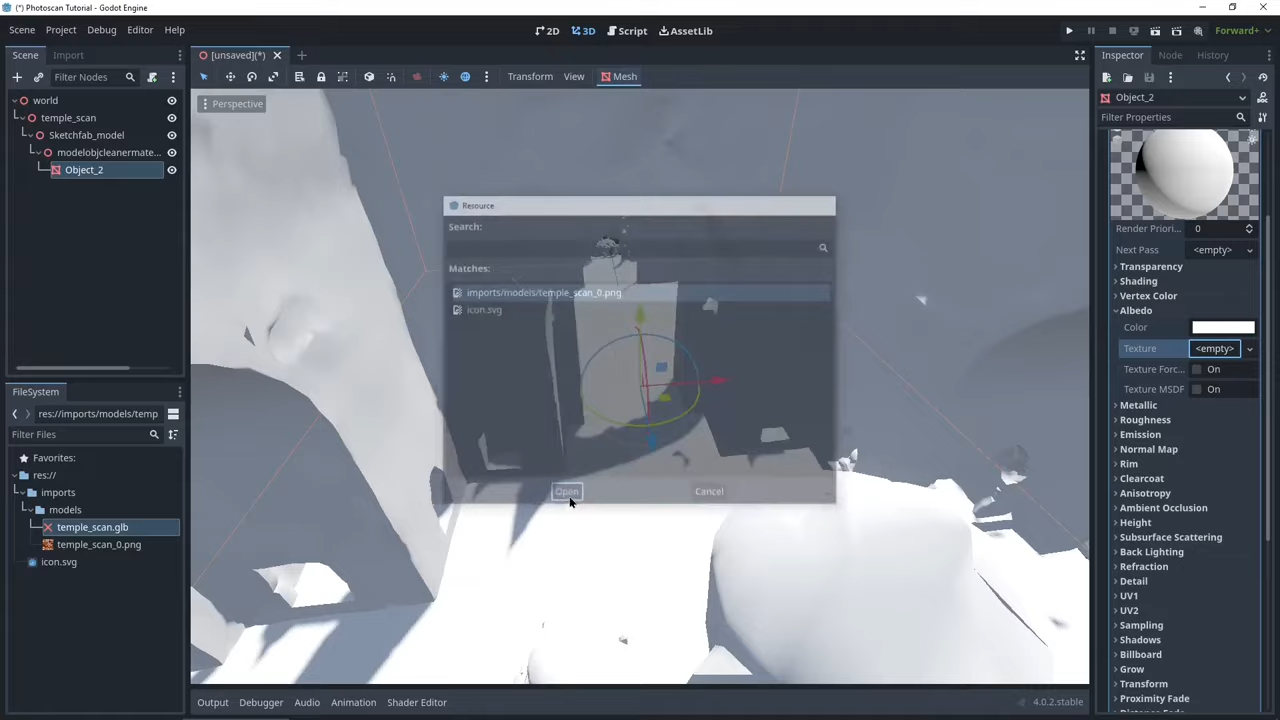 (*) Photoscan Tutorial - Godot Engine
Scene Project Debug Editor Help
2D 3D Script AssetLib
Forward+
Scene Import
[unsaved](*)
Inspector Node History
Filter Nodes
Transform View Mesh
world
temple_scan
Sketchfab_model
modelobjcleanermate...
Object_2
Perspective
Object_2
Filter Properties
Resource
Search:
Matches:
imports/models/temple_scan_0.png
icon.svg
Open Cancel
Render Priori... 0
Next Pass <empty>
Transparency
Shading
Vertex Color
Albedo
Color
Texture <empty>
Texture Forc... On
Texture MSDF On
Metallic
Roughness
Emission
Normal Map
Rim
Clearcoat
Anisotropy
Ambient Occlusion
Height
Subsurface Scattering
Back Lighting
Refraction
Detail
UV1
UV2
Sampling
Shadows
Billboard
Grow
Transform
Proximity Fade
FileSystem
res://imports/models/temp
Filter Files
Favorites:
res://
imports
models
temple_scan.glb
temple_scan_0.png
icon.svg
Output Debugger Audio Animation Shader Editor
4.0.2.stable